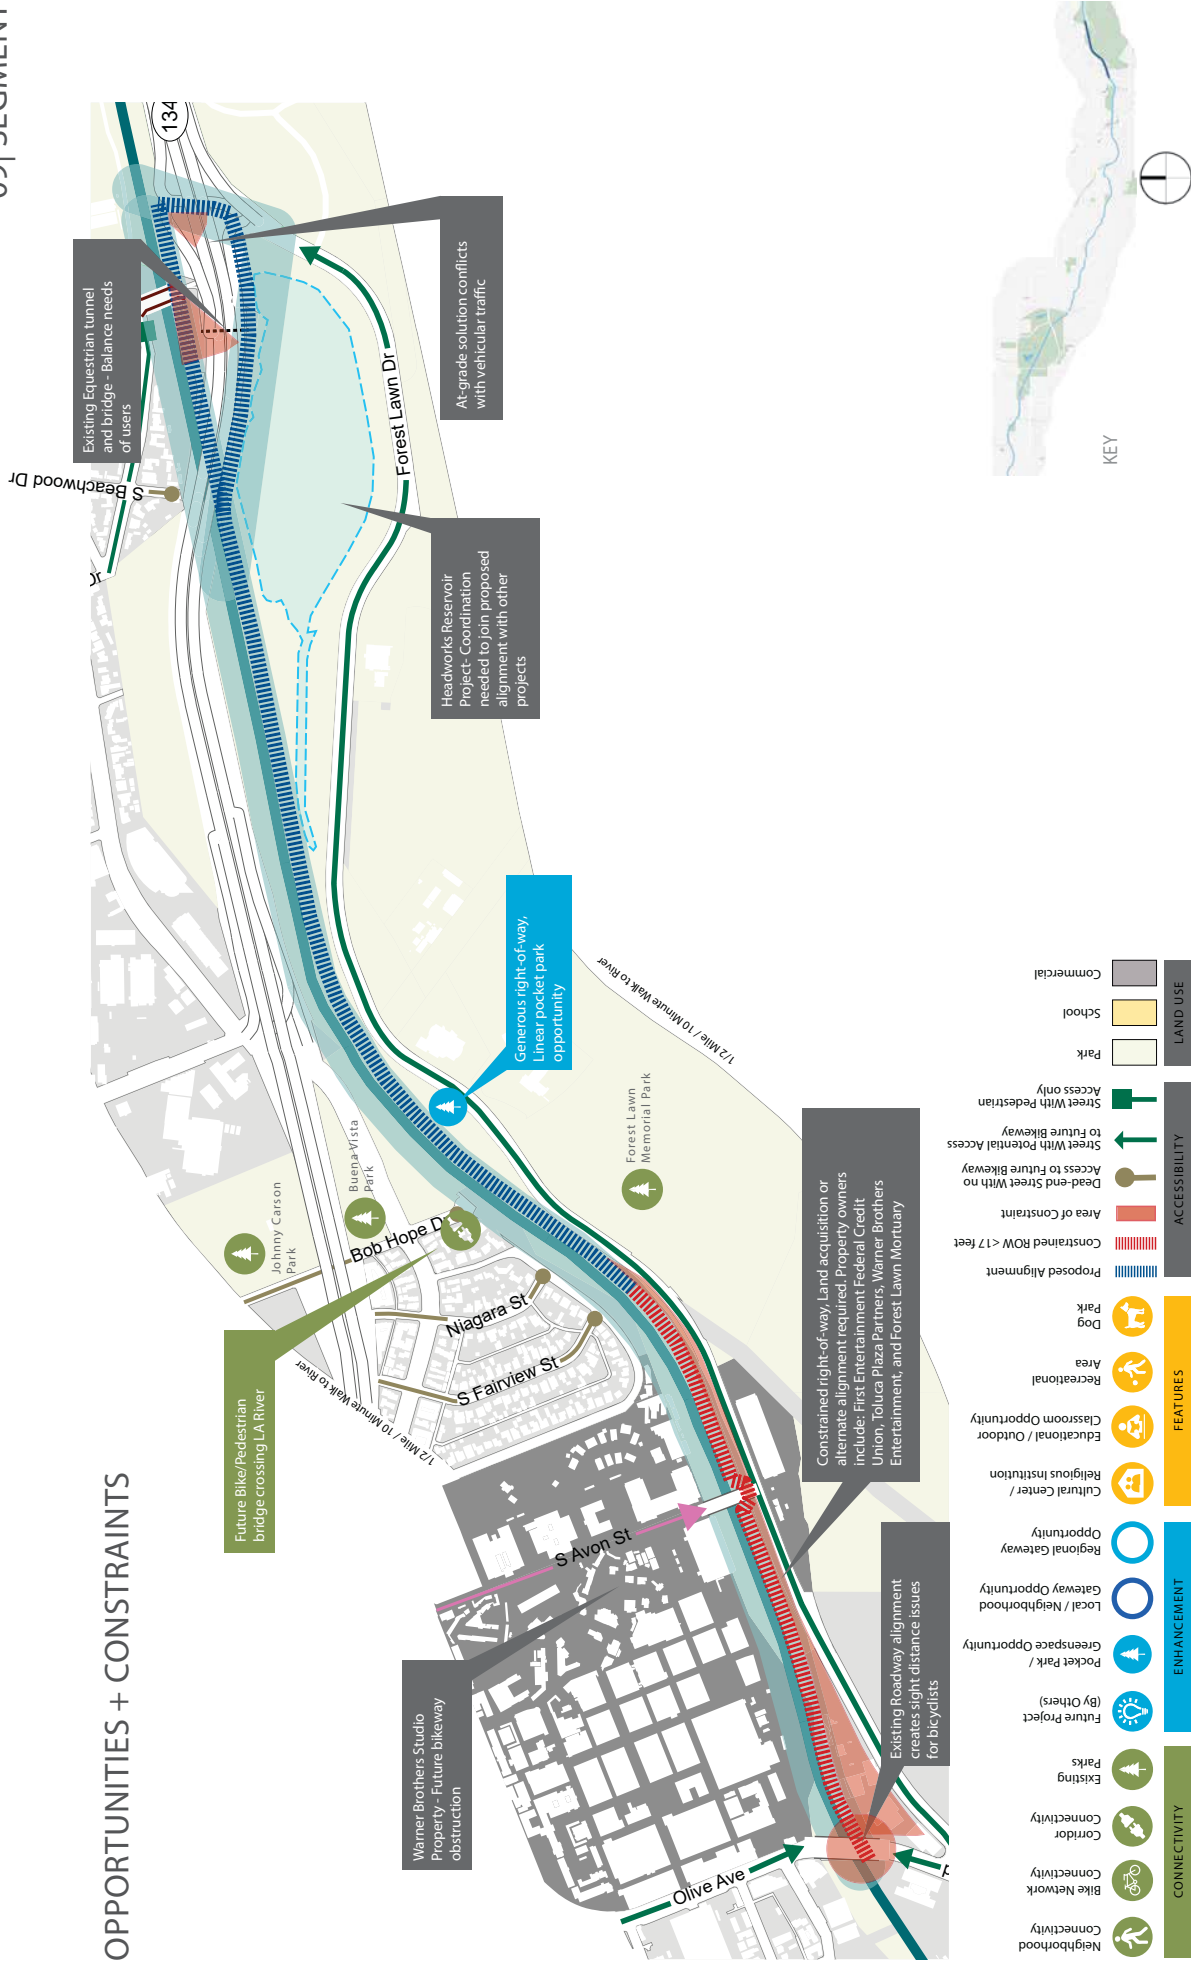 09| SEGMENT
OPPORTUNITIES + CONSTRAINTS
134
Existing Equestrian tunnel
and bridge - Balance needs
of users
At-grade solution conflicts
with vehicular traffic
S Beachwood Dr
Dr
Forest Lawn Dr
Headworks Reservoir
Project- Coordination
needed to join proposed
alignment with other
projects
Generous right-of-way,
Linear pocket park
opportunity
1/2 Mile / 10 Minute Walk to River
Forest Lawn
Memorial Park
Buena Vista
Park
Johnny Carson
Park
Bob Hope D
Niagara St
S Fairview St
Future Bike/Pedestrian
bridge crossing LA River
1/2 Mile / 10 Minute Walk to River
S Avon St
Constrained right-of-way, Land acquisition or
alternate alignment required. Property owners
include: First Entertainment Federal Credit
Union, Toluca Plaza Partners, Warner Brothers
Entertainment, and Forest Lawn Mortuary
Warner Brothers Studio
Property - Future bikeway
obstruction
Existing Roadway alignment
creates sight distance issues
for bicyclists
Olive Ave
KEY
Neighborhood
Connectivity
Bike Network
Connectivity
Corridor
Connectivity
Existing
Parks
CONNECTIVITY
Future Project
(By Others)
Pocket Park /
Greenspace Opportunity
Local / Neighborhood
Gateway Opportunity
Regional Gateway
Opportunity
ENHANCEMENT
Cultural Center /
Religious Institution
Educational / Outdoor
Classroom Opportunity
Recreational
Area
Dog
Park
FEATURES
Proposed Alignment
Constrained ROW <17 feet
Area of Constraint
Dead-end Street With no
Access to Future Bikeway
Street With Potential Access
to Future Bikeway
Street With Pedestrian
Access only
ACCESSIBILITY
Park
School
Commercial
LAND USE